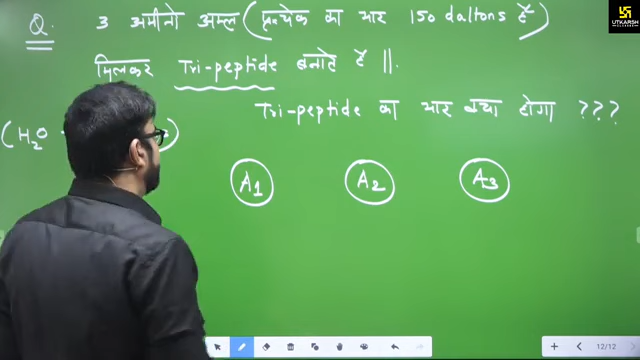 Q. 3 अमीनो अम्ल (प्रत्येक का भार 150 daltons है)
मिलकर Tri-peptide बनाते हैं ||.
Tri-peptide का भार क्या होगा ???
(H2O )
A1 A2 A3
UTKARSH
CLASSES
12/12